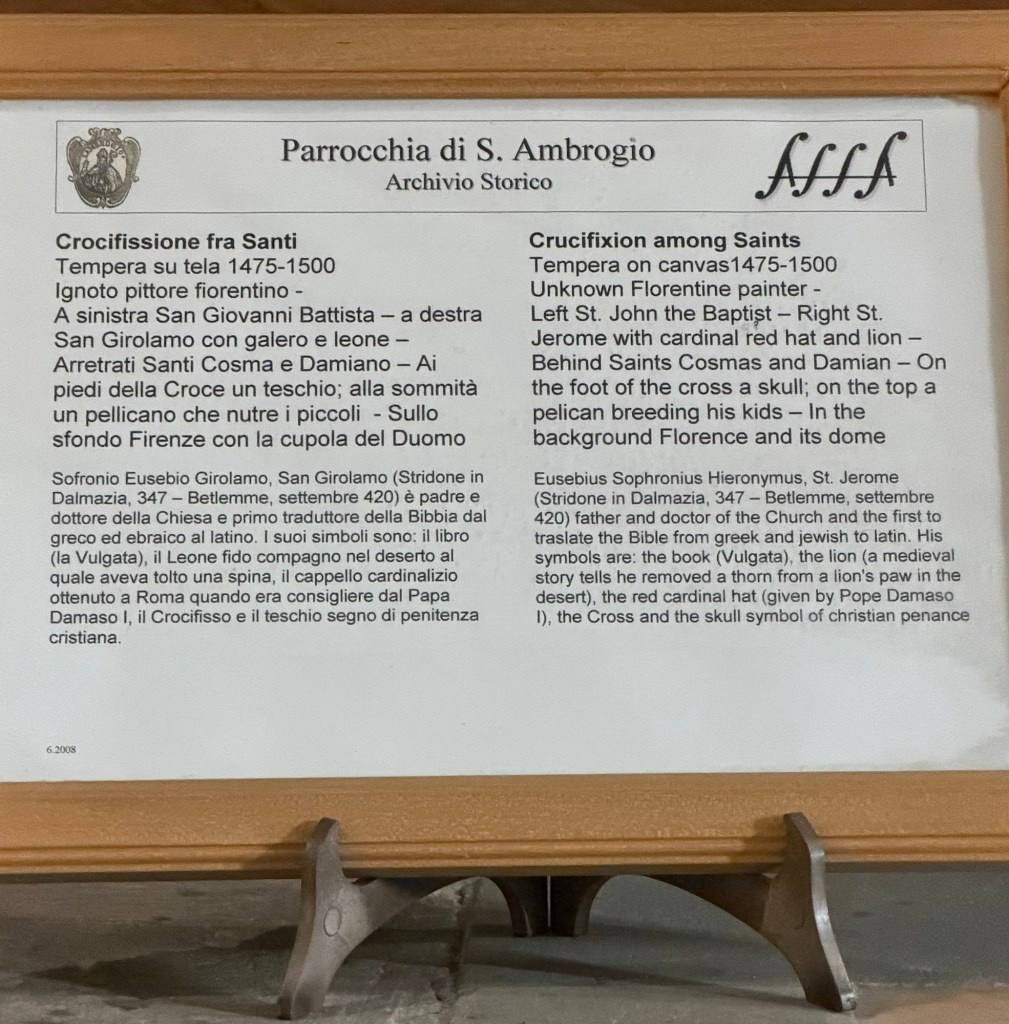 Parrocchia di S. Ambrogio
Archivio Storico
Crocifissione fra Santi
Tempera su tela 1475-1500
Ignoto pittore fiorentino -
A sinistra San Giovanni Battista – a destra
San Girolamo con galero e leone –
Arretrati Santi Cosma e Damiano – Ai
piedi della Croce un teschio; alla sommità
un pellicano che nutre i piccoli - Sullo
sfondo Firenze con la cupola del Duomo
Sofronio Eusebio Girolamo, San Girolamo (Stridone in
Dalmazia, 347 – Betlemme, settembre 420) è padre e
dottore della Chiesa e primo traduttore della Bibbia dal
greco ed ebraico al latino. I suoi simboli sono: il libro
(la Vulgata), il Leone fido compagno nel deserto al
quale aveva tolto una spina, il cappello cardinalizio
ottenuto a Roma quando era consigliere dal Papa
Damaso I, il Crocifisso e il teschio segno di penitenza
cristiana.
Crucifixion among Saints
Tempera on canvas1475-1500
Unknown Florentine painter -
Left St. John the Baptist – Right St.
Jerome with cardinal red hat and lion –
Behind Saints Cosmas and Damian – On
the foot of the cross a skull; on the top a
pelican breeding his kids – In the
background Florence and its dome
Eusebius Sophronius Hieronymus, St. Jerome
(Stridone in Dalmazia, 347 – Betlemme, settembre
420) father and doctor of the Church and the first to
traslate the Bible from greek and jewish to latin. His
symbols are: the book (Vulgata), the lion (a medieval
story tells he removed a thorn from a lion's paw in the
desert), the red cardinal hat (given by Pope Damaso
I), the Cross and the skull symbol of christian penance
6.2008